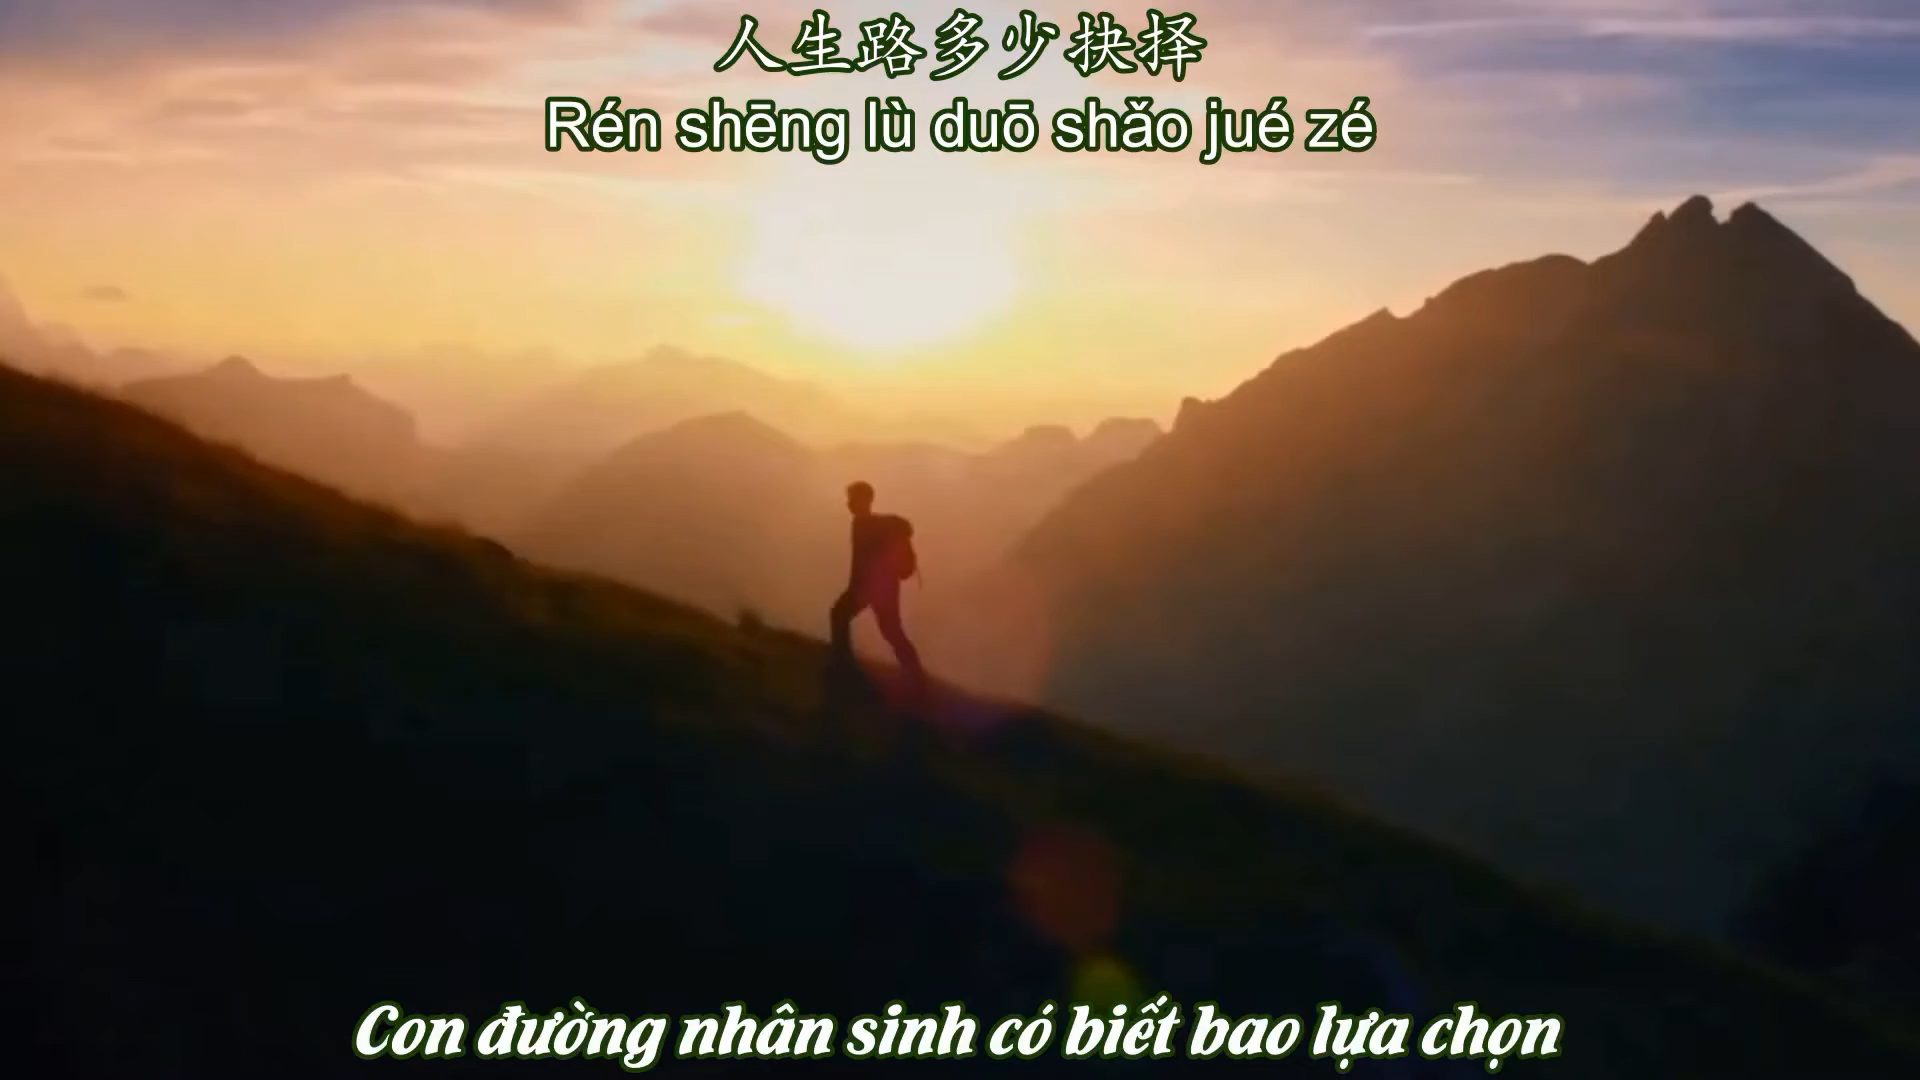 人生路多少抉择
Rén shēng lù duō shǎo jué zé
Con đường nhân sinh có biết bao lựa chọn